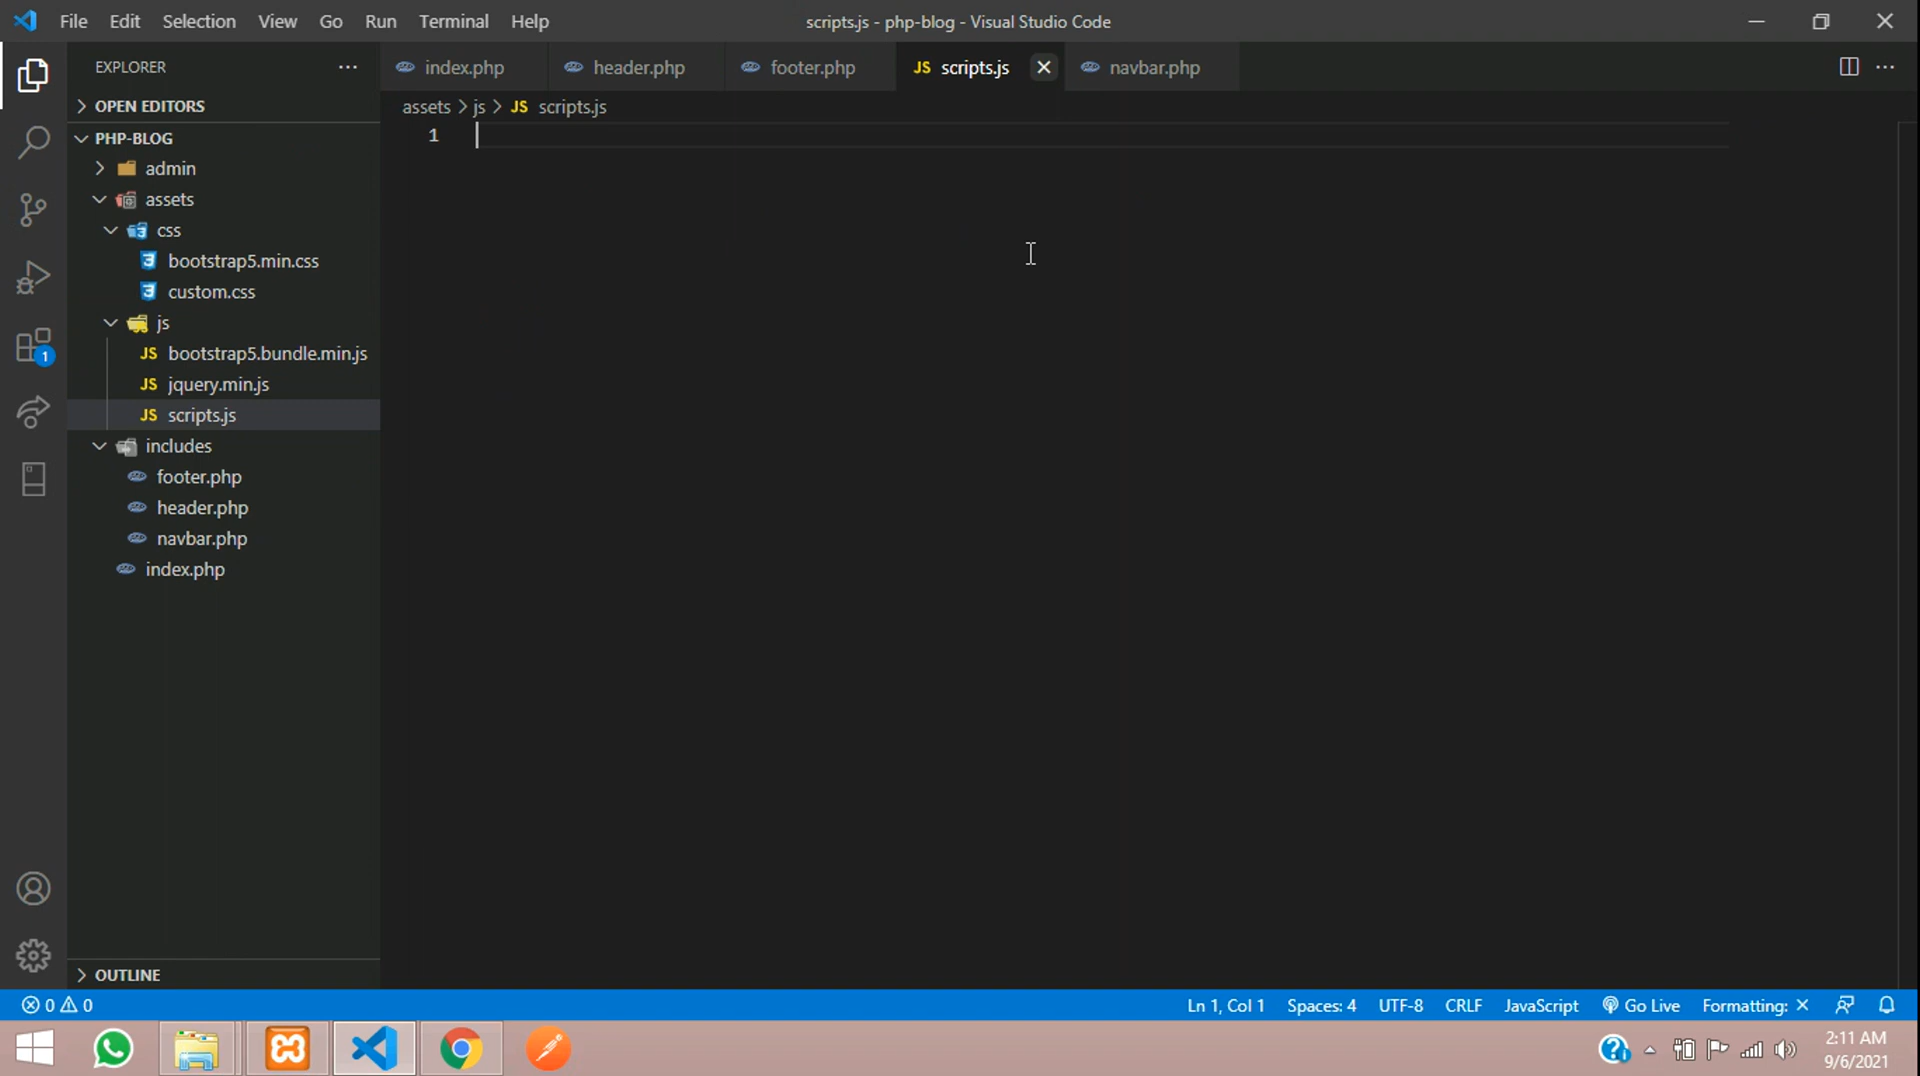 File Edit Selection View Go Run Terminal Help
scripts.js - php-blog - Visual Studio Code
EXPLORER
index.php
header.php
footer.php
JS scripts.js
navbar.php
OPEN EDITORS
assets > js > JS scripts.js
PHP-BLOG
1
admin
assets
css
bootstrap5.min.css
custom.css
js
JS bootstrap5.bundle.min.js
1
JS jquery.min.js
JS scripts.js
includes
footer.php
header.php
navbar.php
index.php
OUTLINE
0 0
Ln 1, Col 1 Spaces: 4 UTF-8 CRLF JavaScript Go Live Formatting: ×
2:11 AM
9/6/2021